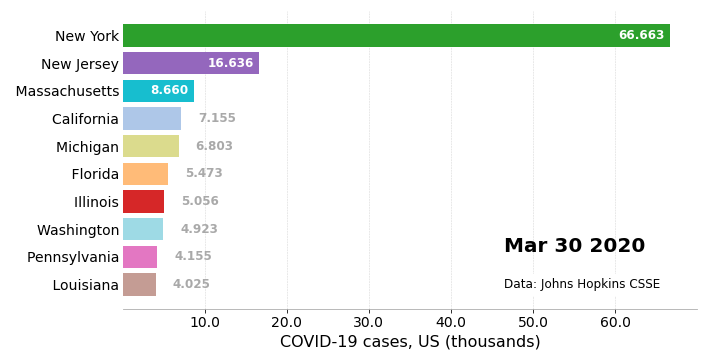 New York 66.663
New Jersey 16.636
Massachusetts 8.660
California 7.155
Michigan 6.803
Florida 5.473
Illinois 5.056
Washington 4.923
Pennsylvania 4.155
Louisiana 4.025
Mar 30 2020
Data: Johns Hopkins CSSE
10.0 20.0 30.0 40.0 50.0 60.0
COVID-19 cases, US (thousands)